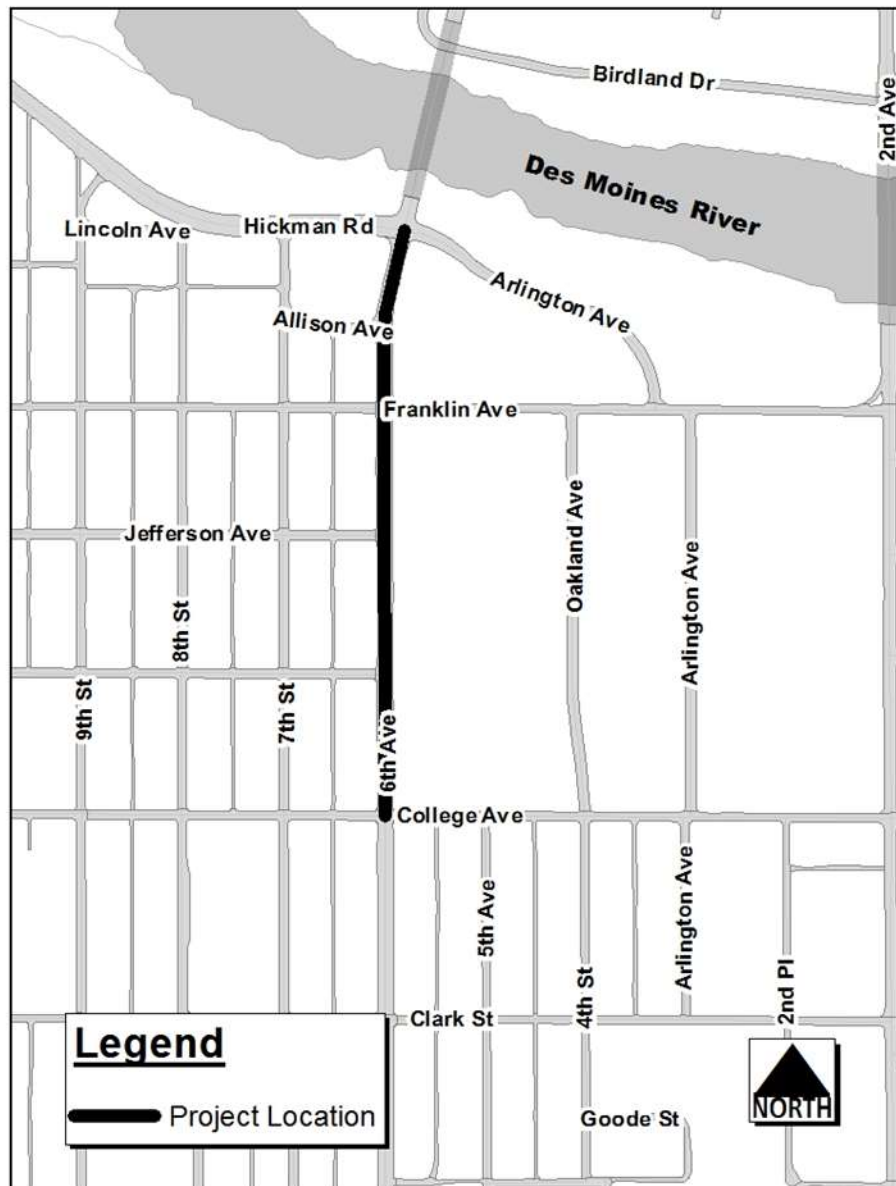 Birdland Dr
2nd Ave
Des Moines River
Lincoln Ave
Hickman Rd
Arlington Ave
Allison Ave
Franklin Ave
Jefferson Ave
Oakland Ave
Arlington Ave
8th St
9th St
7th St
6th Ave
College Ave
5th Ave
Arlington Ave
4th St
2nd Pl
Clark St
Legend
Project Location
NORTH
Goode St